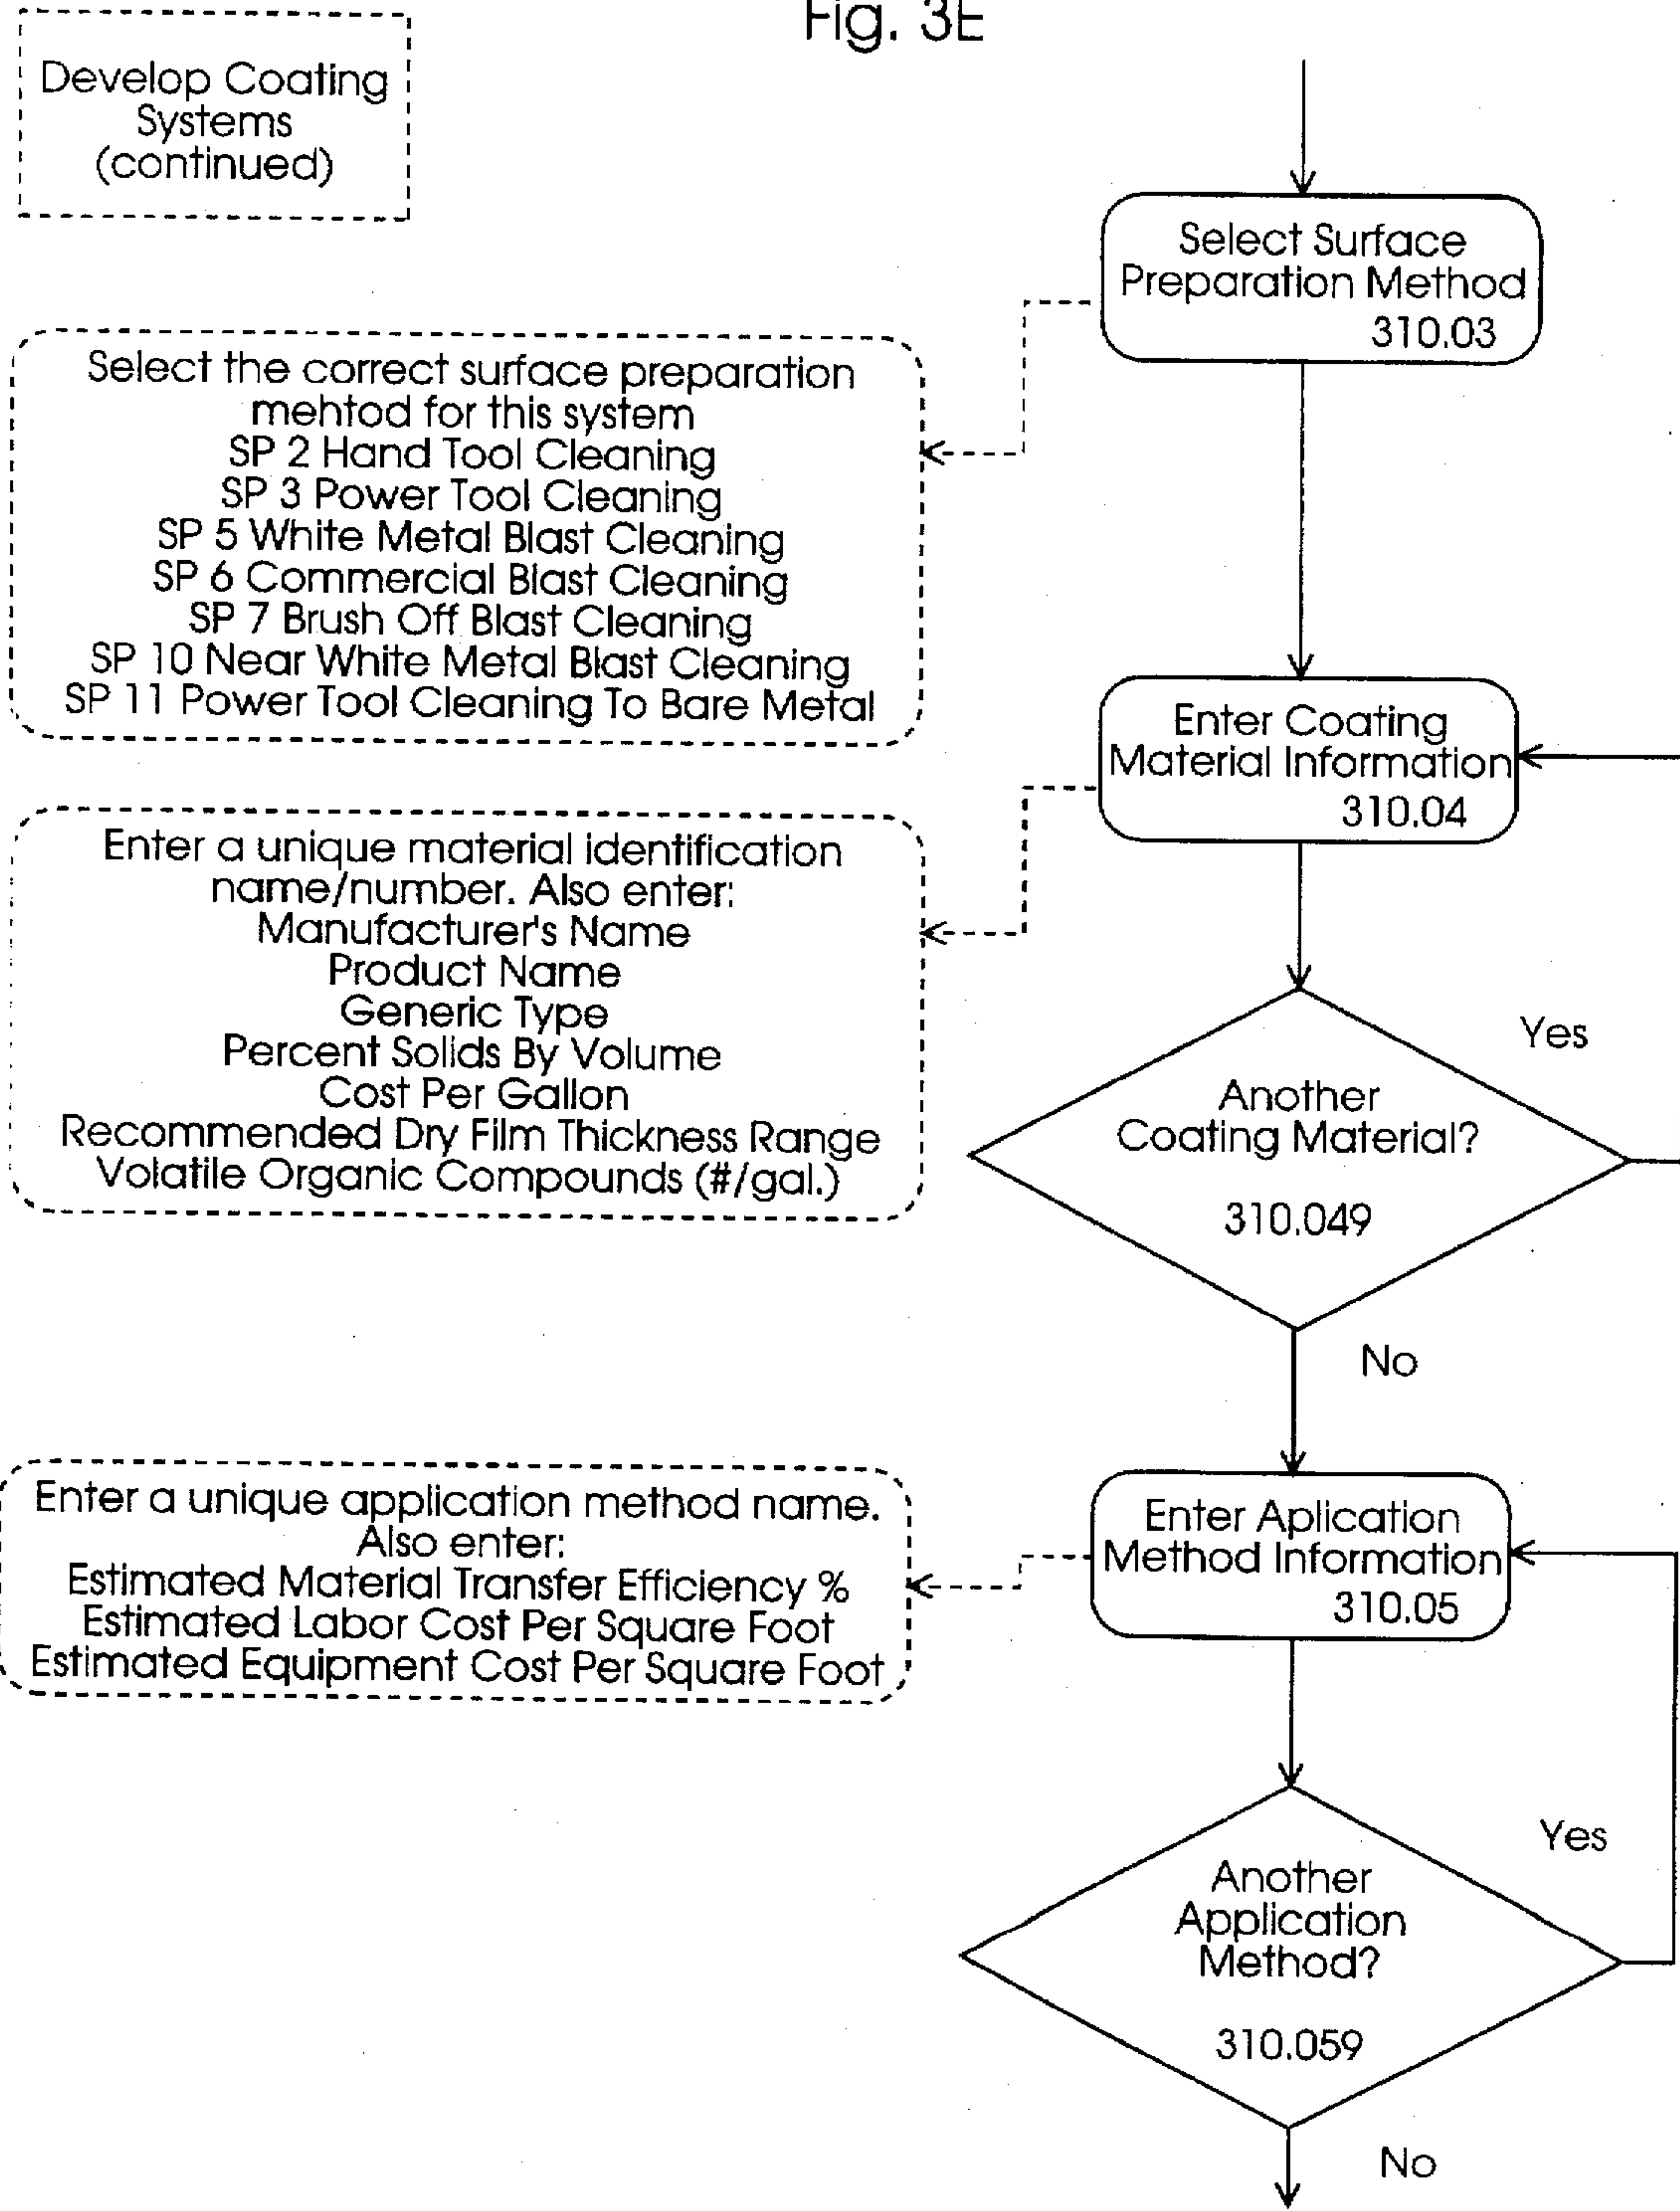 Fig. 3E
Develop Coating
Systems
(continued)
Select Surface
Preparation Method
310.03
Select the correct surface preparation
mehtod for this system
SP 2 Hand Tool Cleaning
SP 3 Power Tool Cleaning
SP 5 White Metal Blast Cleaning
SP 6 Commercial Blast Cleaning
SP 7 Brush Off Blast Cleaning
SP 10 Near White Metal Blast Cleaning
SP 11 Power Tool Cleaning To Bare Metal
Enter Coating
Material Information
310.04
Enter a unique material identification
name/number. Also enter:
Manufacturer's Name
Product Name
Generic Type
Percent Solids By Volume
Cost Per Gallon
Recommended Dry Film Thickness Range
Volatile Organic Compounds (#/gal.)
Yes
Another
Coating Material?
310.049
No
Enter Aplication
Method Information
310.05
Enter a unique application method name.
Also enter:
Estimated Material Transfer Efficiency %
Estimated Labor Cost Per Square Foot
Estimated Equipment Cost Per Square Foot
Yes
Another
Application
Method?
310.059
No